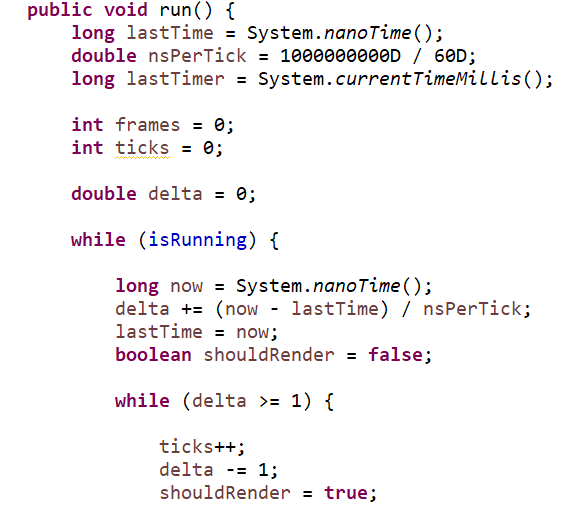 public void run() {
long lastTime = System.nanoTime();
double nsPerTick = 1000000000D / 60D;
long lastTimer = System.currentTimeMillis();
int frames = 0;
int ticks = 0;
double delta = 0;
while (isRunning) {
long now = System.nanoTime();
delta += (now - lastTime) / nsPerTick;
lastTime = now;
boolean shouldRender = false;
while (delta >= 1) {
ticks++;
delta -= 1;
shouldRender = true;